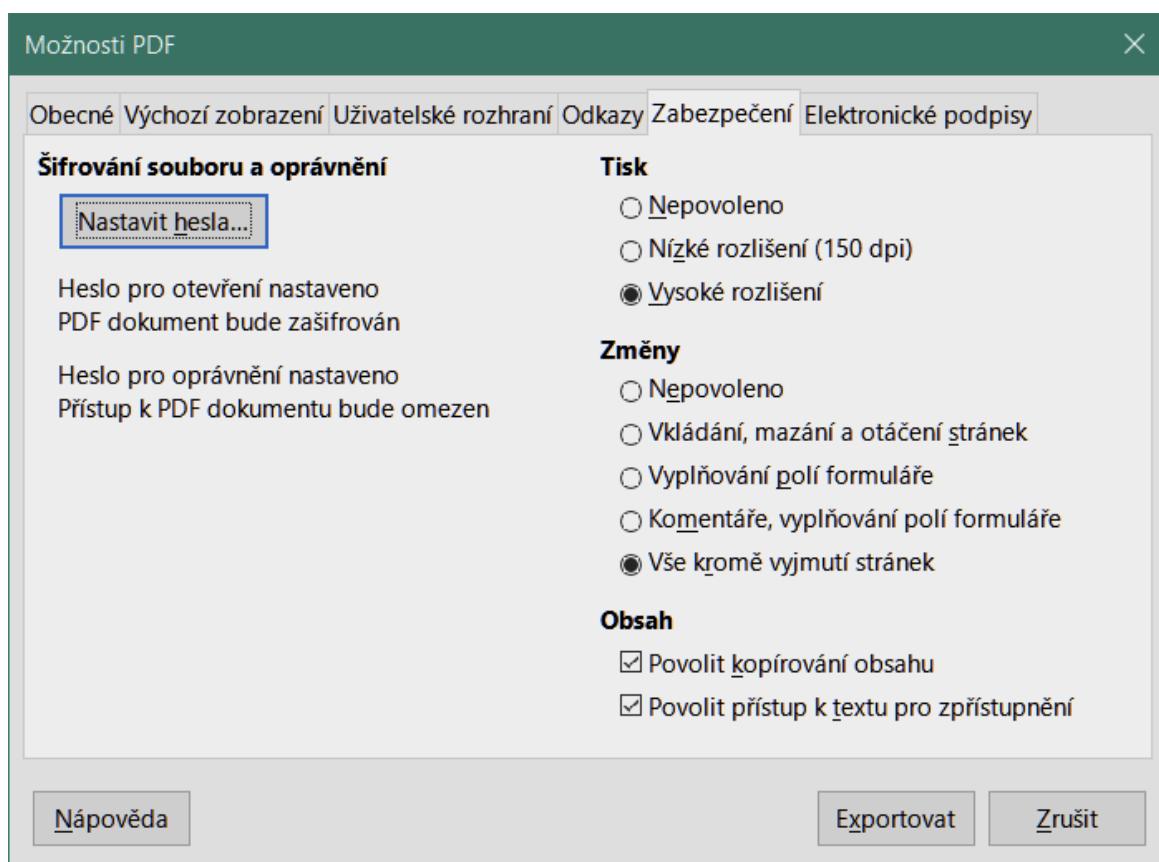 Možnosti PDF
Obecné Výchozí zobrazení Uživatelské rozhraní Odkazy Zabezpečení Elektronické podpisy
Šifrování souboru a oprávnění
Nastavit hesla...
Heslo pro otevření nastaveno
PDF dokument bude zašifrován
Heslo pro oprávnění nastaveno
Přístup k PDF dokumentu bude omezen
Tisk
Nepovoleno
Nízké rozlišení (150 dpi)
Vysoké rozlišení
Změny
Nepovoleno
Vkládání, mazání a otáčení stránek
Vyplňování polí formuláře
Komentáře, vyplňování polí formuláře
Vše kromě vyjmutí stránek
Obsah
Povolit kopírování obsahu
Povolit přístup k textu pro zpřístupnění
Nápověda
Exportovat
Zrušit